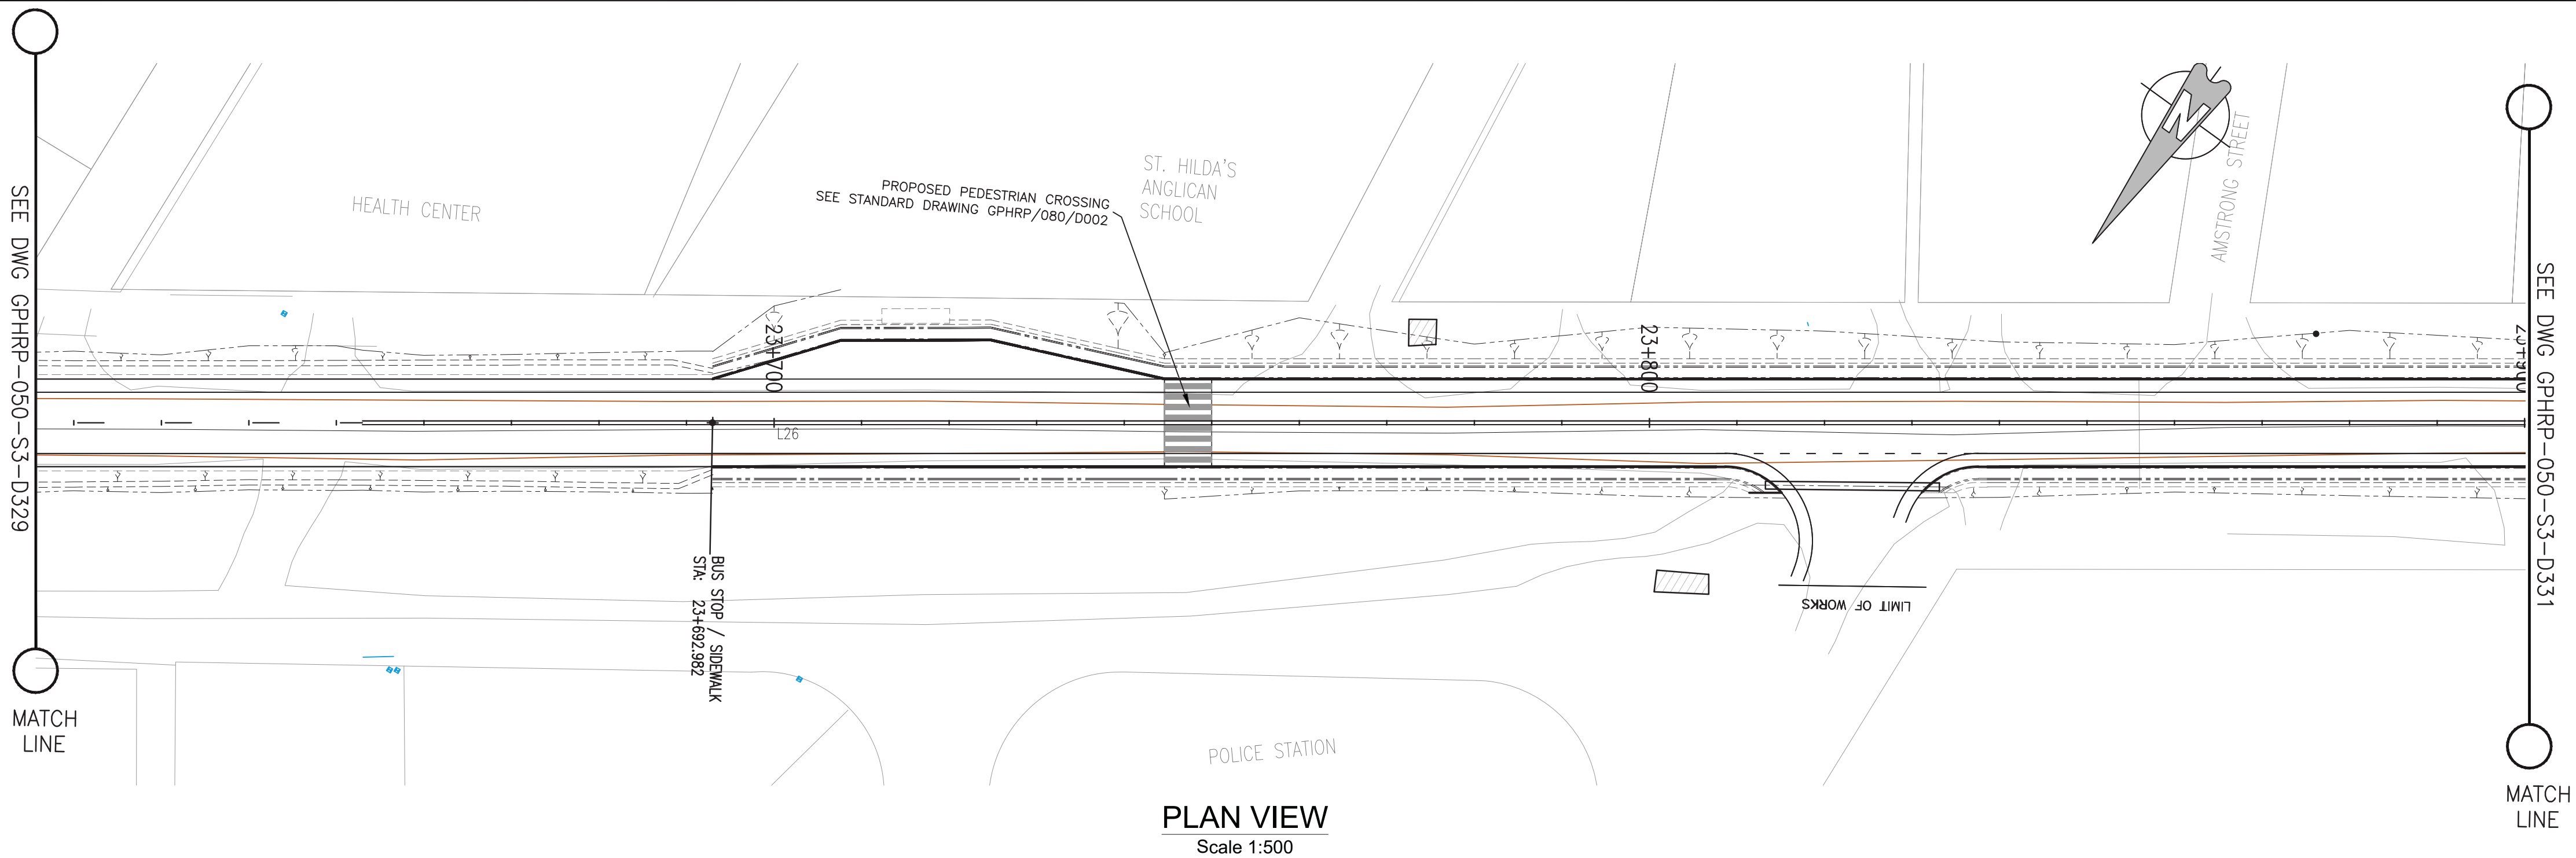 SEE DWG GPHRP-050-S3-D329
MATCH
LINE
HEALTH CENTER
PROPOSED PEDESTRIAN CROSSING
SEE STANDARD DRAWING GPHRP/080/D002
ST. HILDA'S
ANGLICAN
SCHOOL
N
AMSTRONG STREET
23+700
L26
23+800
BUS STOP / SIDEWALK
STA: 23+692.982
LIMIT OF WORKS
POLICE STATION
SEE DWG GPHRP-050-S3-D331
MATCH
LINE
PLAN VIEW
Scale 1:500